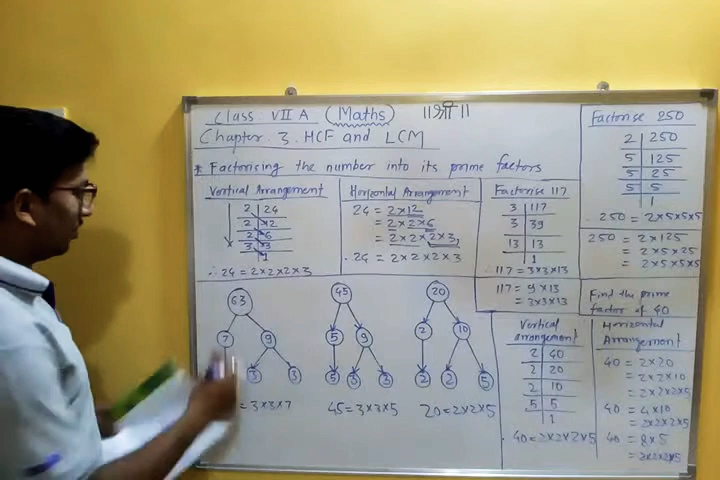 Class VII A (Maths) ||श्री||
Chapter. 3. HCF and LCM
* Factorising the number into its prime factors
Vertical Arrangement
2 | 24
2 | 12
2 | 6
3 | 3
1
∴ 24 = 2×2×2×3
Horizontal Arrangement
24 = 2×12
= 2×2×6
= 2×2×2×3,
∴ 24 = 2×2×2×3
Factorise 117
3 | 117
3 | 39
13 | 13
1
∴ 117 = 3×3×13
117 = 9×13
= 3×3×13
Factorise 250
2 | 250
5 | 125
5 | 25
5 | 5
1
∴ 250 = 2×5×5×5
250 = 2×125
= 2×5×25
= 2×5×5×5
63
7 9
3 3
= 3×3×7
45
5 9
5 3 3
45 = 3×3×5
20
2 10
2 2 5
20 = 2×2×5
Find the prime
factor of 40
Vertical
arrangement
2 | 40
2 | 20
2 | 10
5 | 5
1
∴ 40 = 2×2×2×5
Horizontal
Arrangement
40 = 2×20
= 2×2×10
= 2×2×2×5
40 = 4×10
= 2×2×2×5
40 = 8×5
= 2×2×2×5